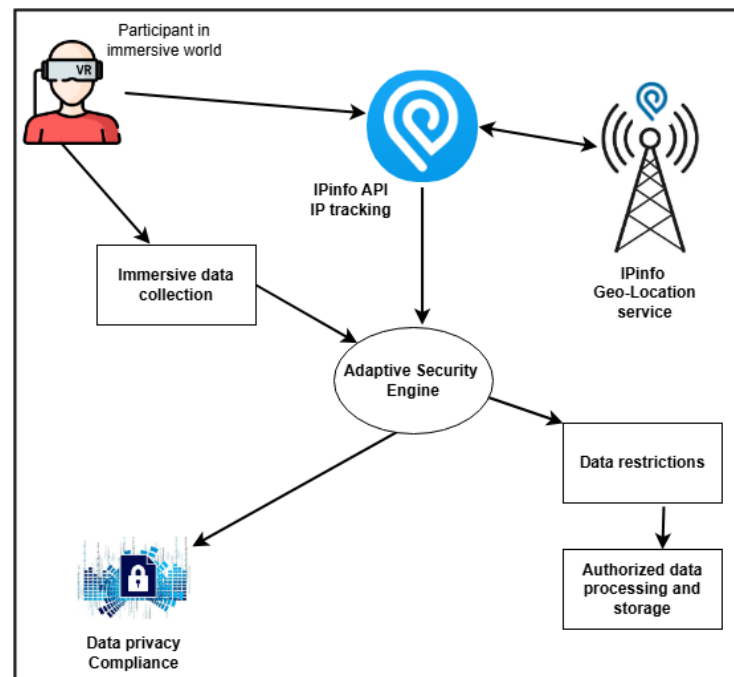 Participant in
immersive world
VR
IPinfo API
IP tracking
IPinfo
Geo-Location
service
Immersive data
collection
Adaptive Security
Engine
Data restrictions
Authorized data
processing and
storage
Data privacy
Compliance